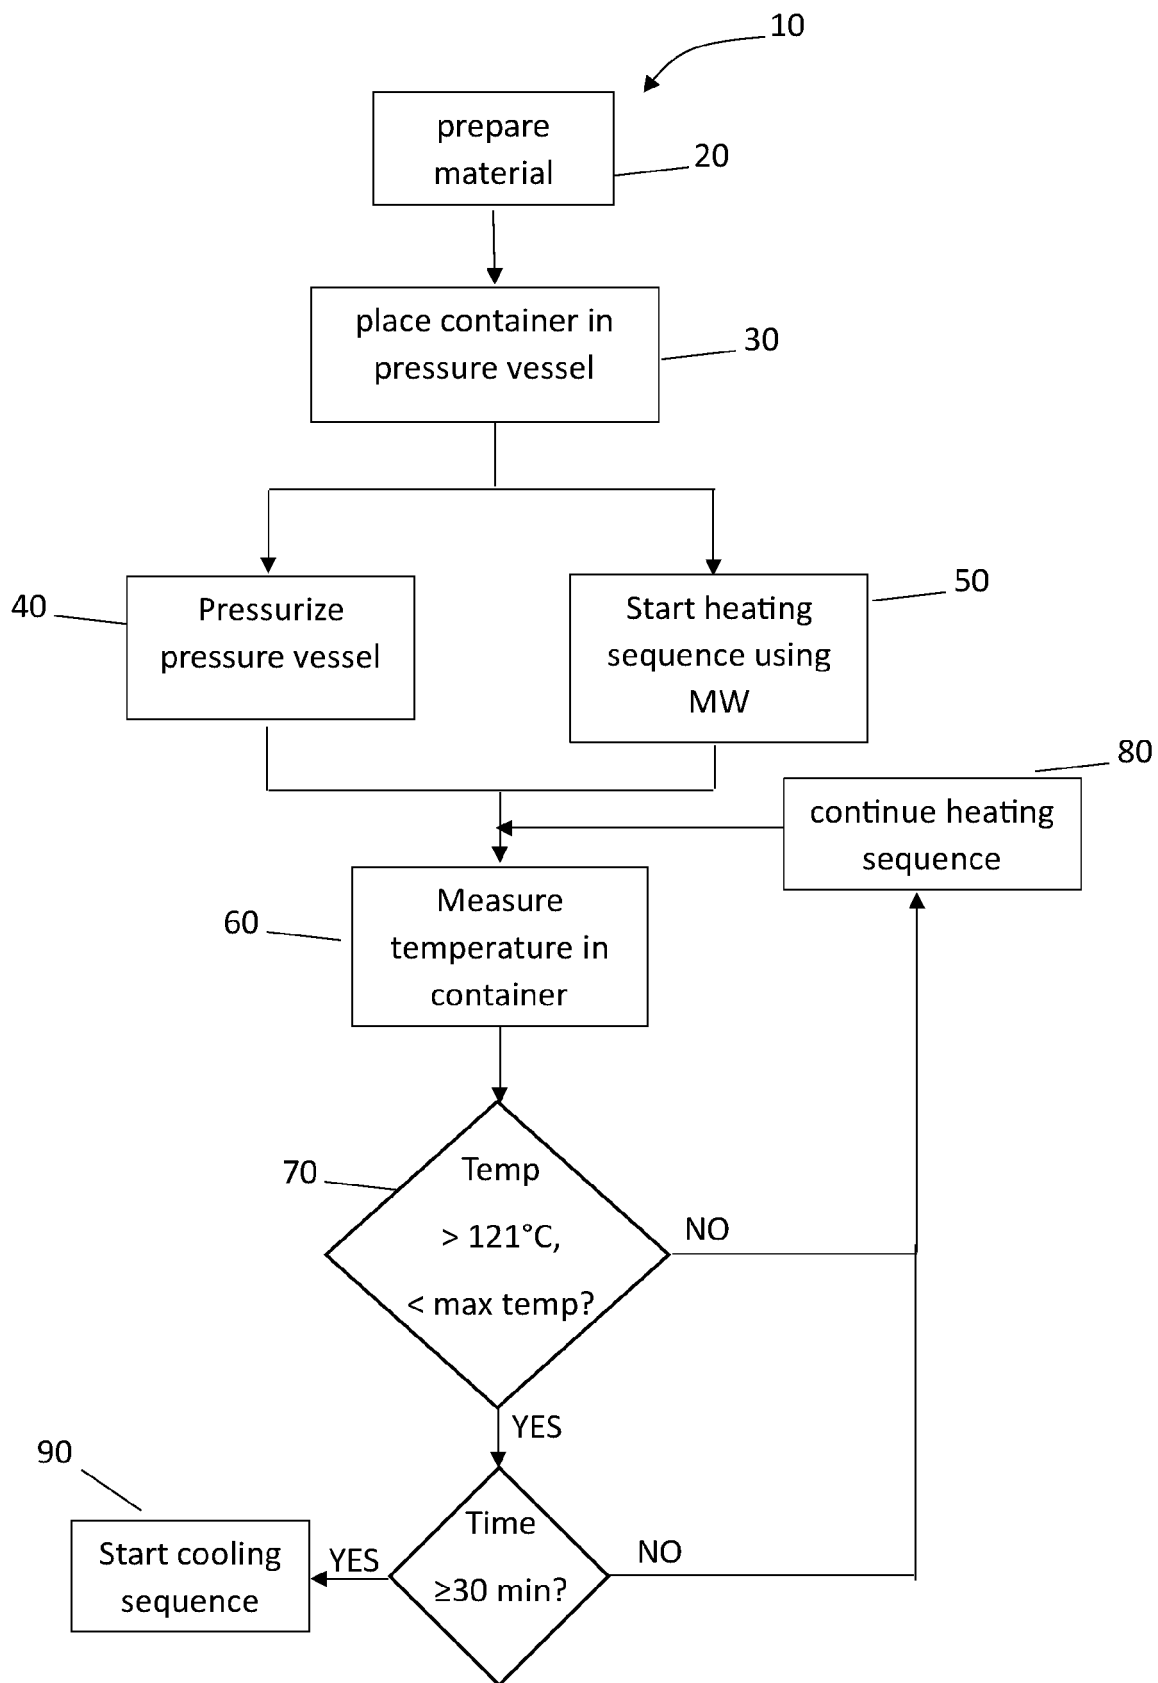 10
prepare
material
20
place container in
pressure vessel
30
40
Pressurize
pressure vessel
50
Start heating
sequence using
MW
80
continue heating
sequence
60
Measure
temperature in
container
70
Temp
> 121°C,
< max temp?
NO
YES
90
Time
≥30 min?
NO
YES
Start cooling
sequence